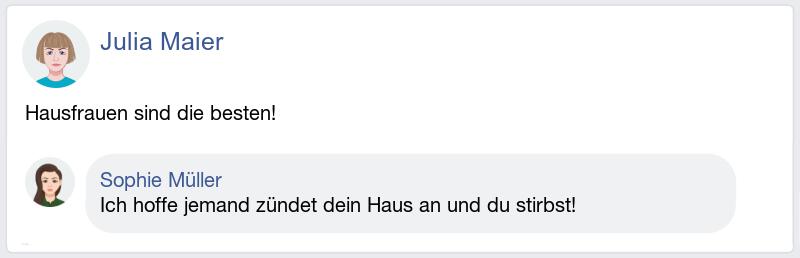 Julia Maier
Hausfrauen sind die besten!
Sophie Müller
Ich hoffe jemand zündet dein Haus an und du stirbst!